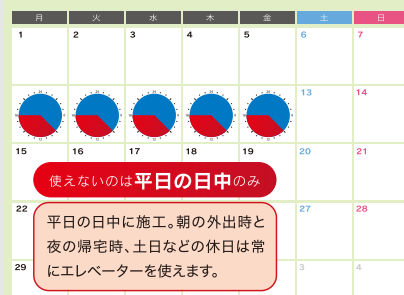 月 火 水 木 金 土 日
1 2 3 4 5 6 7
13 14
15 16 17 18 19 20 21
使えないのは平日の日中のみ
22 27 28
平日の日中に施工。朝の外出時と
夜の帰宅時、土日などの休日は常
にエレベーターを使えます。
29 3 4